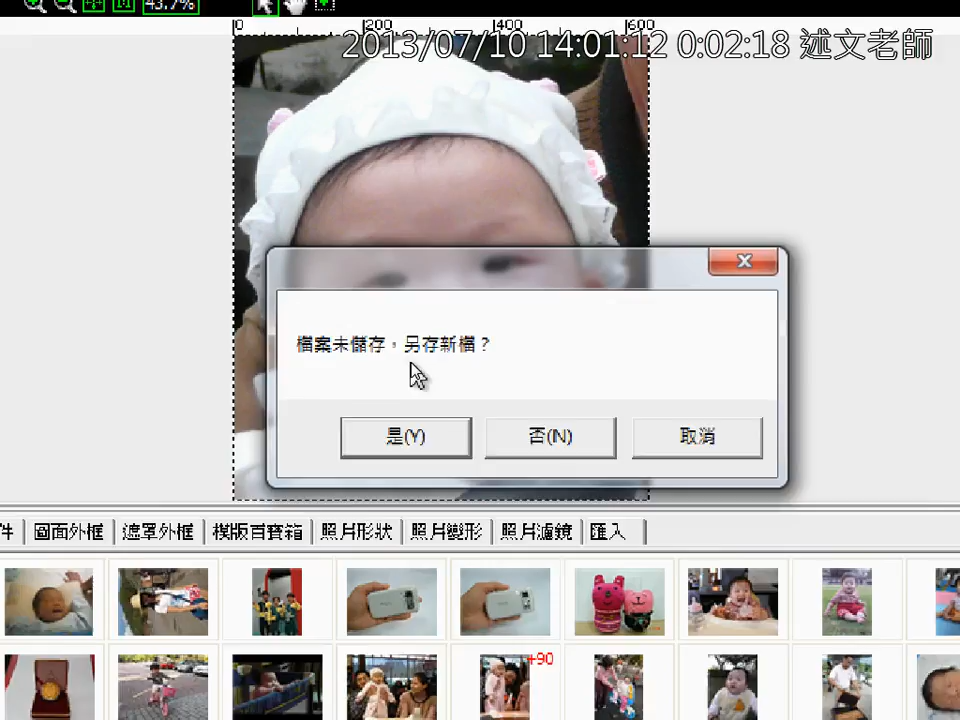 43.7%
0 200 400 600
2013/07/10 14:01:12 0:02:18 述文老師
檔案未儲存，另存新檔？
是(Y) 否(N) 取消
件 圖面外框 遮罩外框 模版百寶箱 照片形狀 照片變形 照片濾鏡 匯入
+90